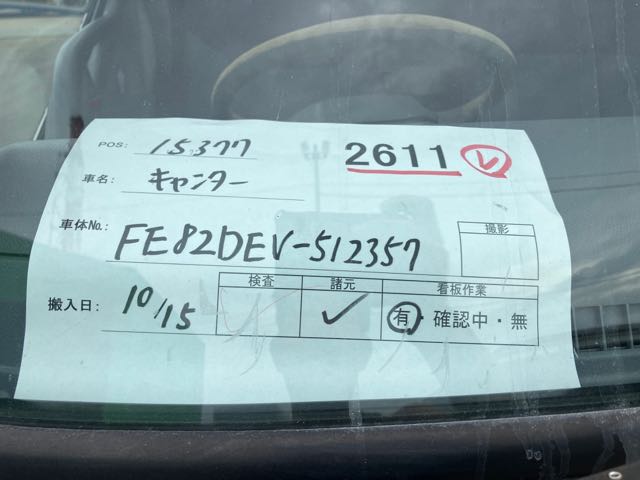 POS: 15377 2611 レ
車名: キャンター
車体No.: FE82DEV-512357 撮影
搬入日: 10/15 検査 諸元 看板作業
✓ 有・確認中・無